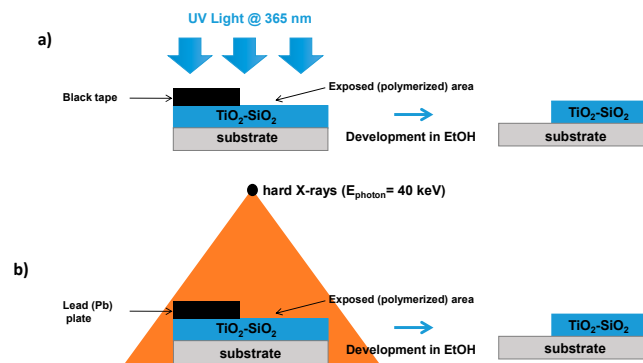 UV Light @ 365 nm
a)
Black tape
Exposed (polymerized) area
TiO₂-SiO₂
substrate
Development in EtOH
TiO₂-SiO₂
substrate
hard X-rays (Ephoton= 40 keV)
b)
Lead (Pb)
plate
Exposed (polymerized) area
TiO₂-SiO₂
substrate
Development in EtOH
TiO₂-SiO₂
substrate